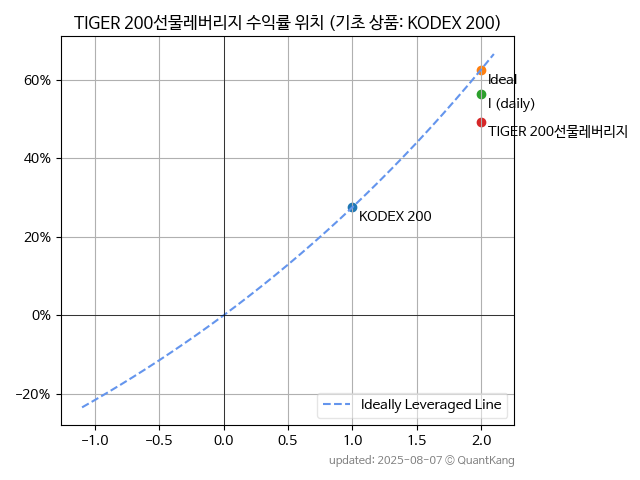 TIGER 200선물레버리지 수익률 위치 (기초 상품: KODEX 200)
60%
40%
20%
0%
−20%
Ideal
I (daily)
TIGER 200선물레버리지
KODEX 200
Ideally Leveraged Line
−1.0 −0.5 0.0 0.5 1.0 1.5 2.0
updated: 2025-08-07 © QuantKang